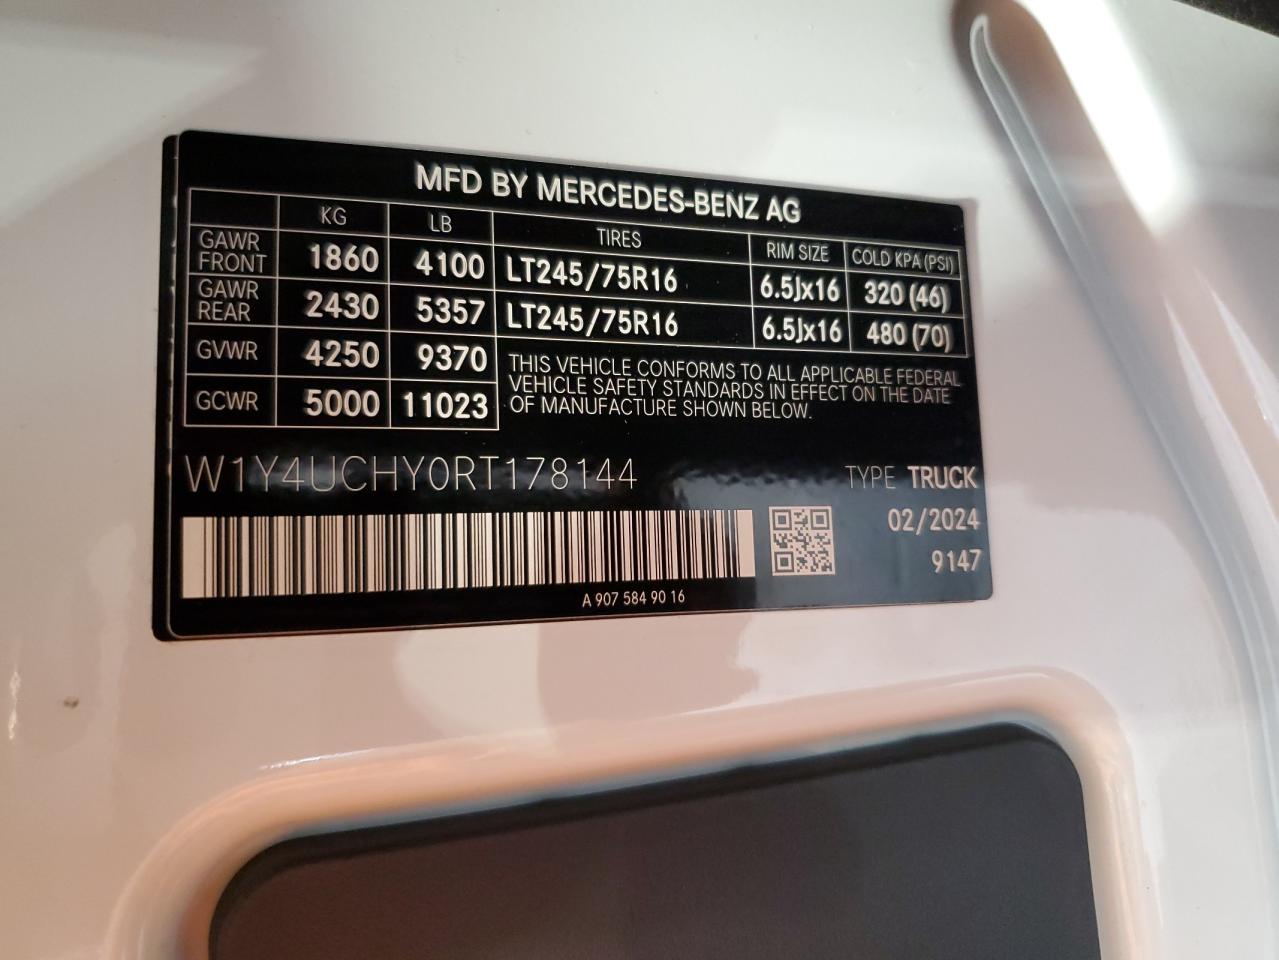 MFD BY MERCEDES-BENZ AG
KG LB TIRES RIM SIZE COLD KPA (PSI)
GAWR FRONT 1860 4100 LT245/75R16 6.5Jx16 320 (46)
GAWR REAR 2430 5357 LT245/75R16 6.5Jx16 480 (70)
GVWR 4250 9370
GCWR 5000 11023
THIS VEHICLE CONFORMS TO ALL APPLICABLE FEDERAL
VEHICLE SAFETY STANDARDS IN EFFECT ON THE DATE
OF MANUFACTURE SHOWN BELOW.
W1Y4UCHY0RT178144
TYPE TRUCK
02/2024
9147
A 907 584 90 16